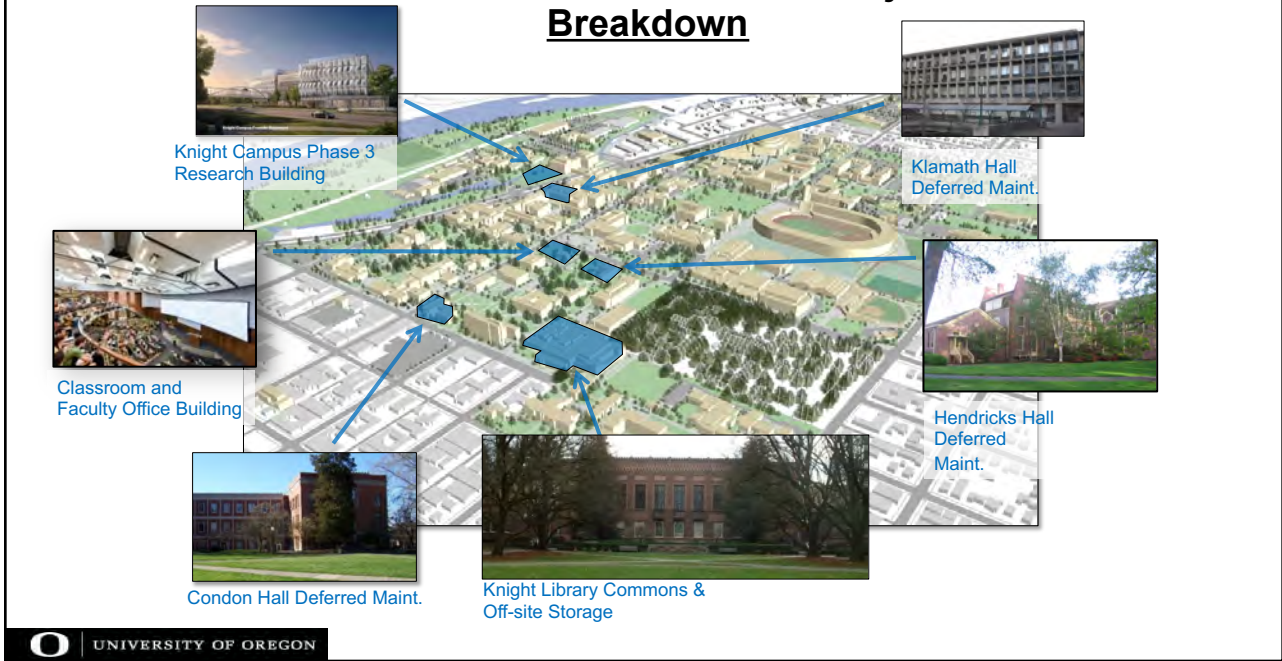 Breakdown
Knight Campus Phase 3
Research Building
Klamath Hall
Deferred Maint.
Classroom and
Faculty Office Building
Hendricks Hall
Deferred
Maint.
Condon Hall Deferred Maint.
Knight Library Commons &
Off-site Storage
O UNIVERSITY OF OREGON